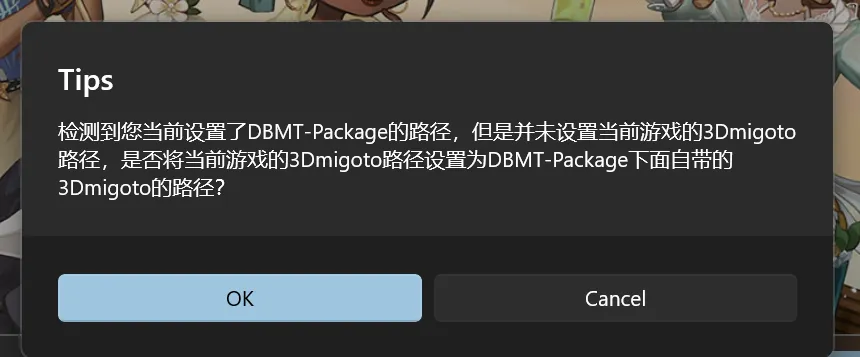 Tips
检测到您当前设置了DBMT-Package的路径，但是并未设置当前游戏的3Dmigoto
路径，是否将当前游戏的3Dmigoto路径设置为DBMT-Package下面自带的
3Dmigoto的路径？
OK
Cancel